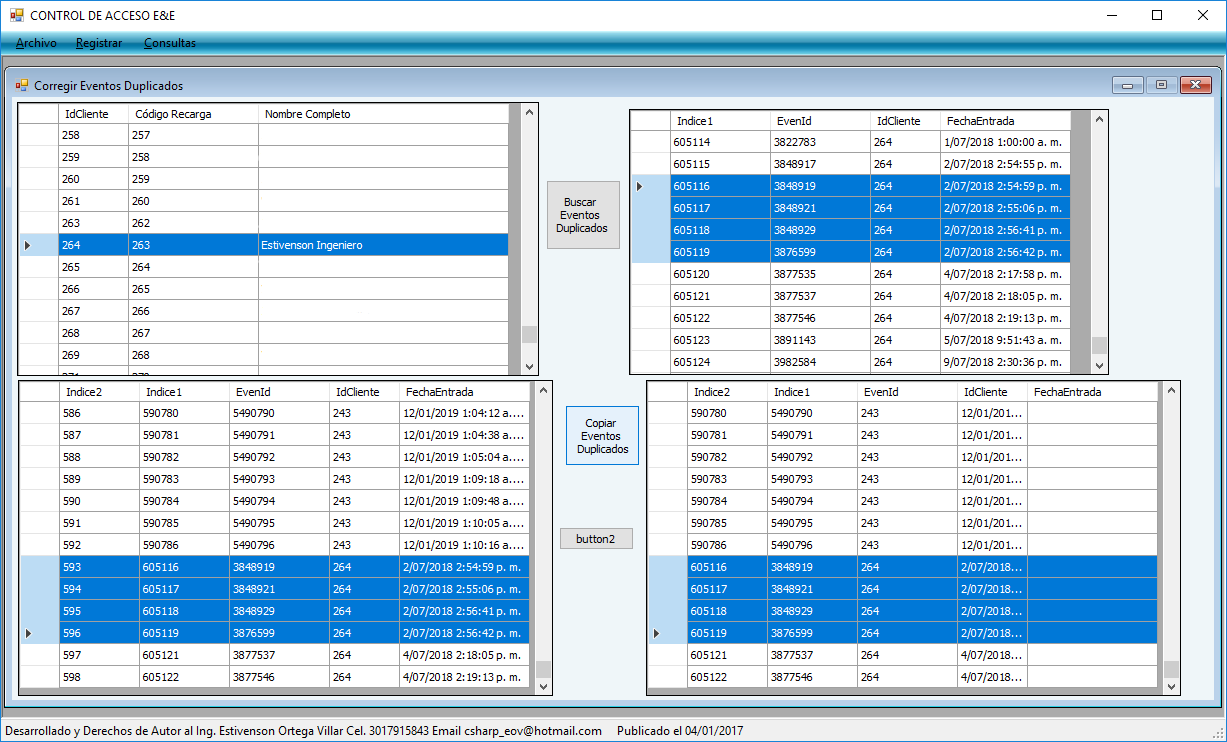 CONTROL DE ACCESO E&E
Archivo Registrar Consultas
Corregir Eventos Duplicados
IdCliente Código Recarga Nombre Completo
258 257
259 258
260 259
261 260
263 262
264 263 Estivenson Ingeniero
265 264
266 265
267 266
268 267
269 268
Buscar
Eventos
Duplicados
Indice1 EvenId IdCliente FechaEntrada
605114 3822783 264 1/07/2018 1:00:00 a. m.
605115 3848917 264 2/07/2018 2:54:55 p. m.
605116 3848919 264 2/07/2018 2:54:59 p. m.
605117 3848921 264 2/07/2018 2:55:06 p. m.
605118 3848929 264 2/07/2018 2:56:41 p. m.
605119 3876599 264 2/07/2018 2:56:42 p. m.
605120 3877535 264 4/07/2018 2:17:58 p. m.
605121 3877537 264 4/07/2018 2:18:05 p. m.
605122 3877546 264 4/07/2018 2:19:13 p. m.
605123 3891143 264 5/07/2018 9:51:43 a. m.
605124 3982584 264 9/07/2018 2:30:36 p. m.
Indice2 Indice1 EvenId IdCliente FechaEntrada
586 590780 5490790 243 12/01/2019 1:04:12 a....
587 590781 5490791 243 12/01/2019 1:04:38 a....
588 590782 5490792 243 12/01/2019 1:05:04 a....
589 590783 5490793 243 12/01/2019 1:09:18 a....
590 590784 5490794 243 12/01/2019 1:09:48 a....
591 590785 5490795 243 12/01/2019 1:10:05 a....
592 590786 5490796 243 12/01/2019 1:10:16 a....
593 605116 3848919 264 2/07/2018 2:54:59 p. m.
594 605117 3848921 264 2/07/2018 2:55:06 p. m.
595 605118 3848929 264 2/07/2018 2:56:41 p. m.
596 605119 3876599 264 2/07/2018 2:56:42 p. m.
597 605121 3877537 264 4/07/2018 2:18:05 p. m.
598 605122 3877546 264 4/07/2018 2:19:13 p. m.
Copiar
Eventos
Duplicados
button2
Indice2 Indice1 EvenId IdCliente FechaEntrada
590780 5490790 243 12/01/201...
590781 5490791 243 12/01/201...
590782 5490792 243 12/01/201...
590783 5490793 243 12/01/201...
590784 5490794 243 12/01/201...
590785 5490795 243 12/01/201...
590786 5490796 243 12/01/201...
605116 3848919 264 2/07/2018...
605117 3848921 264 2/07/2018...
605118 3848929 264 2/07/2018...
605119 3876599 264 2/07/2018...
605121 3877537 264 4/07/2018...
605122 3877546 264 4/07/2018...
Desarrollado y Derechos de Autor al Ing. Estivenson Ortega Villar Cel. 3017915843 Email csharp_eov@hotmail.com Publicado el 04/01/2017